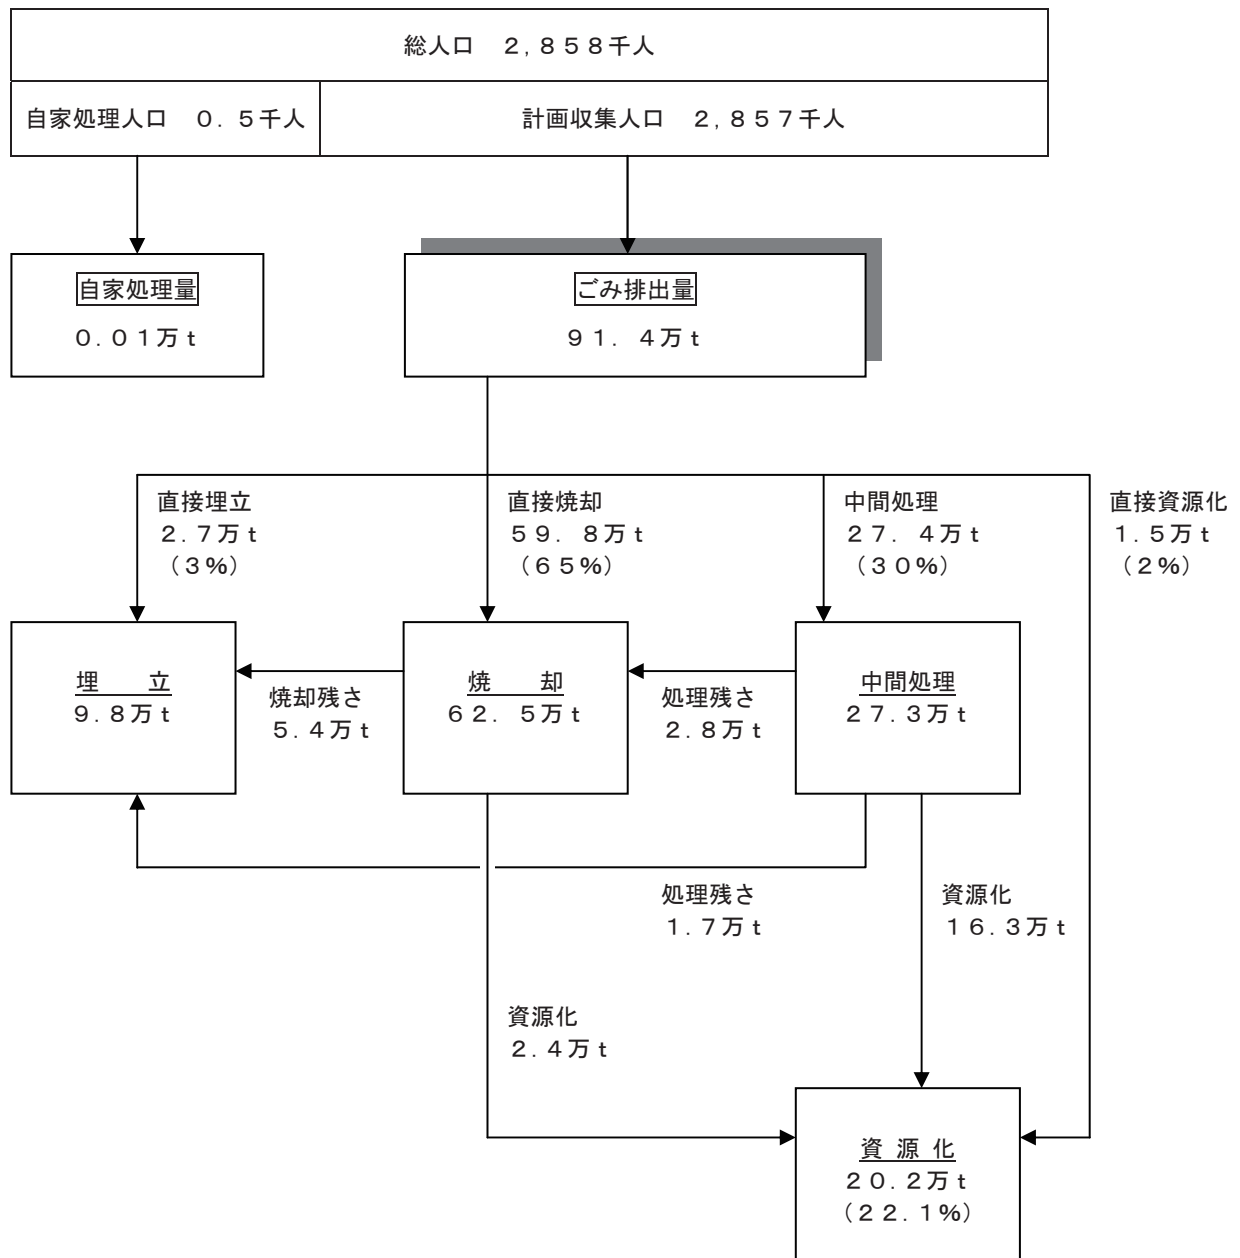 総人口　２，８５８千人
自家処理人口　０．５千人
計画収集人口　２，８５７千人
自家処理量
０．０１万ｔ
ごみ排出量
９１．４万ｔ
直接埋立
２．７万ｔ
（３％）
直接焼却
５９．８万ｔ
（６５％）
中間処理
２７．４万ｔ
（３０％）
直接資源化
１．５万ｔ
（２％）
埋　　立
９．８万ｔ
焼却残さ
５．４万ｔ
焼　　却
６２．５万ｔ
処理残さ
２．８万ｔ
中間処理
２７．３万ｔ
処理残さ
１．７万ｔ
資源化
１６．３万ｔ
資源化
２．４万ｔ
資 源 化
２０．２万ｔ
（２２．１％）